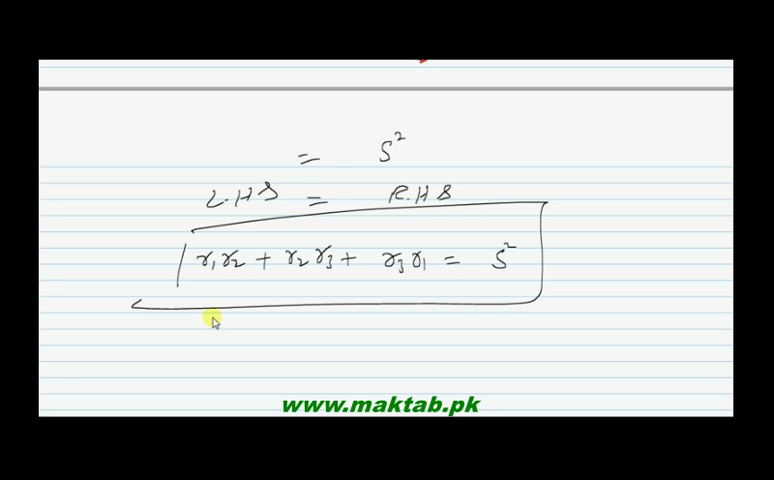 = S²
L.H.S = R.H.S
r₁r₂ + r₂r₃ + r₃r₁ = S²
www.maktab.pk